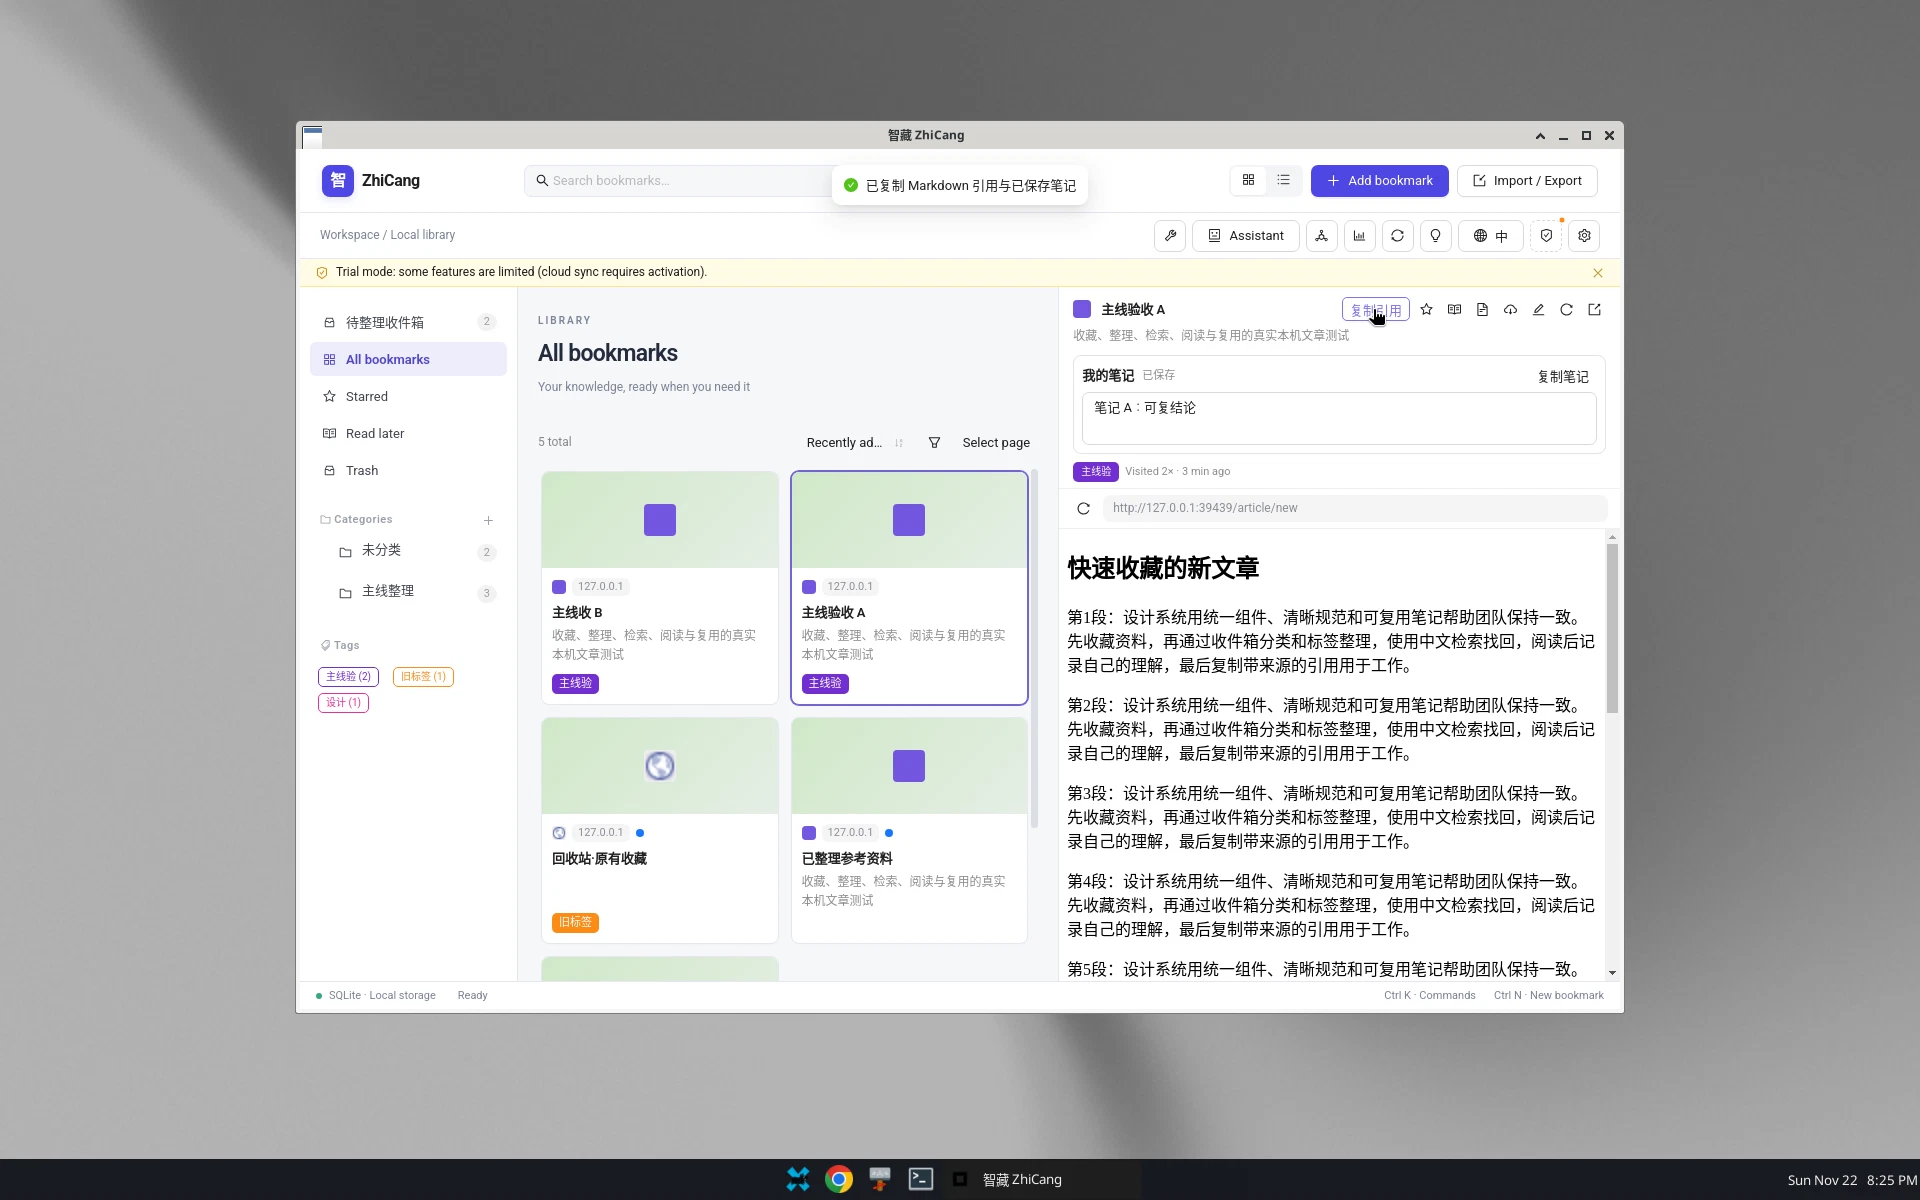 智藏 ZhiCang
智 ZhiCang
Search bookmarks...
已复制 Markdown 引用与已保存笔记
Add bookmark
Import / Export
Workspace / Local library
Assistant
中
Trial mode: some features are limited (cloud sync requires activation).
待整理收件箱 2
All bookmarks
Starred
Read later
Trash
Categories
未分类 2
主线整理 3
Tags
主线验 (2) 旧标签 (1)
设计 (1)
LIBRARY
All bookmarks
Your knowledge, ready when you need it
5 total
Recently ad...
Select page
127.0.0.1
主线收 B
收藏、整理、检索、阅读与复用的真实
本机文章测试
主线验
127.0.0.1
主线验收 A
收藏、整理、检索、阅读与复用的真实
本机文章测试
主线验
127.0.0.1
回收站·原有收藏
旧标签
127.0.0.1
已整理参考资料
收藏、整理、检索、阅读与复用的真实
本机文章测试
主线验收 A
复制引用
收藏、整理、检索、阅读与复用的真实本机文章测试
我的笔记 已保存
复制笔记
笔记 A：可复结论
主线验 Visited 2× · 3 min ago
http://127.0.0.1:39439/article/new
快速收藏的新文章
第1段：设计系统用统一组件、清晰规范和可复用笔记帮助团队保持一致。
先收藏资料，再通过收件箱分类和标签整理，使用中文检索找回，阅读后记
录自己的理解，最后复制带来源的引用用于工作。
第2段：设计系统用统一组件、清晰规范和可复用笔记帮助团队保持一致。
先收藏资料，再通过收件箱分类和标签整理，使用中文检索找回，阅读后记
录自己的理解，最后复制带来源的引用用于工作。
第3段：设计系统用统一组件、清晰规范和可复用笔记帮助团队保持一致。
先收藏资料，再通过收件箱分类和标签整理，使用中文检索找回，阅读后记
录自己的理解，最后复制带来源的引用用于工作。
第4段：设计系统用统一组件、清晰规范和可复用笔记帮助团队保持一致。
先收藏资料，再通过收件箱分类和标签整理，使用中文检索找回，阅读后记
录自己的理解，最后复制带来源的引用用于工作。
第5段：设计系统用统一组件、清晰规范和可复用笔记帮助团队保持一致。
SQLite · Local storage
Ready
Ctrl K · Commands
Ctrl N · New bookmark
智藏 ZhiCang
Sun Nov 22 8:25 PM